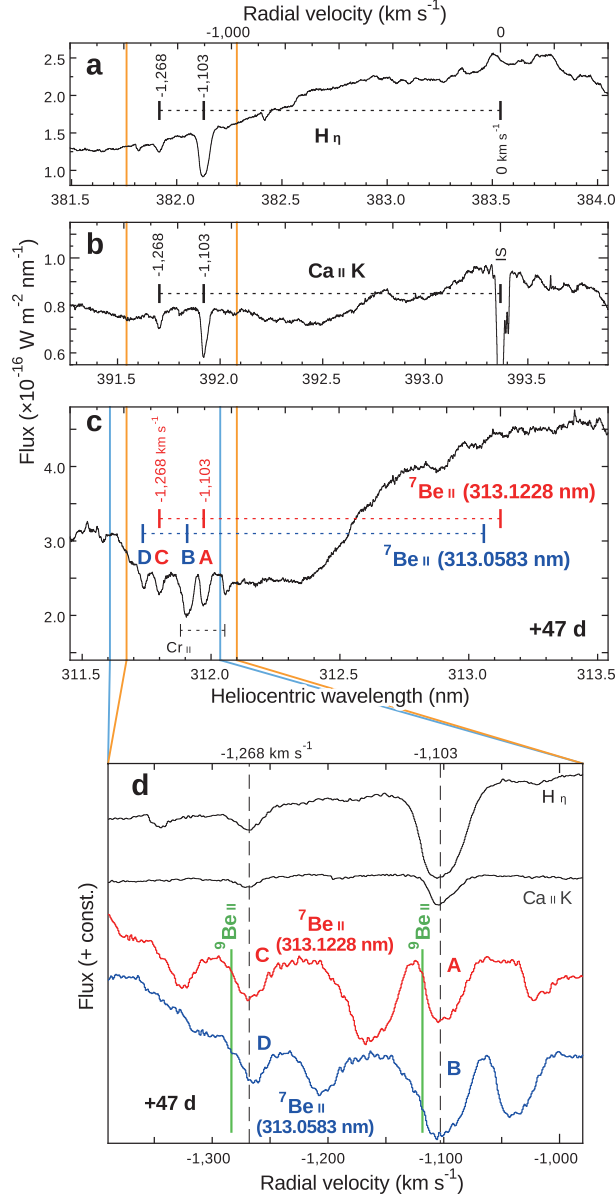 Radial velocity (km s-1)
-1,000 0
a
-1,268
-1,103
H η
0 km s-1
2.5
2.0
1.5
1.0
381.5 382.0 382.5 383.0 383.5 384.0
b
-1,268
-1,103
Ca II K
IS
1.0
0.8
0.6
391.5 392.0 392.5 393.0 393.5
Flux (×10-16 W m-2 nm-1)
c
-1,268 km s-1
-1,103
7Be II (313.1228 nm)
D C B A
7Be II (313.0583 nm)
Cr II
+47 d
4.0
3.0
2.0
311.5 312.0 312.5 313.0 313.5
Heliocentric wavelength (nm)
-1,268 km s-1 -1,103
d
H η
Ca II K
9Be II
7Be II
(313.1228 nm)
9Be II
C
A
D
B
7Be II
(313.0583 nm)
+47 d
Flux (+ const.)
-1,300 -1,200 -1,100 -1,000
Radial velocity (km s-1)